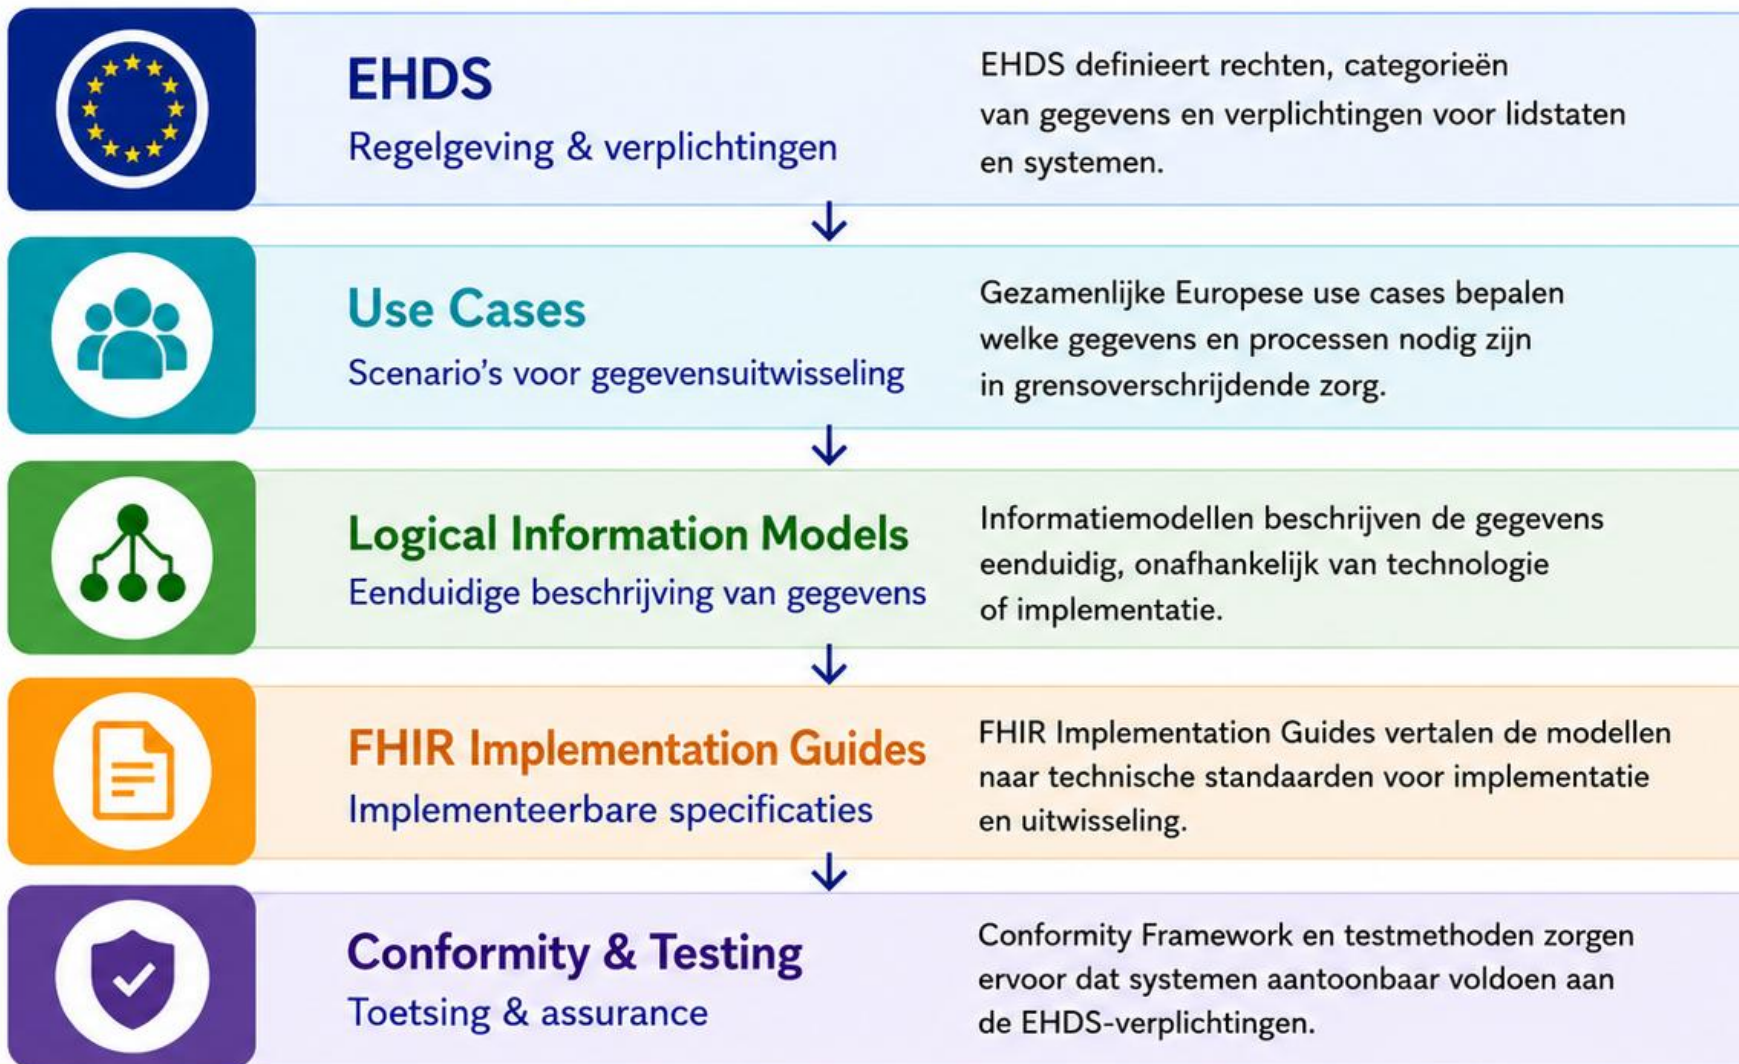 EHDS
Regelgeving & verplichtingen
EHDS definieert rechten, categorieën
van gegevens en verplichtingen voor lidstaten
en systemen.
Use Cases
Scenario's voor gegevensuitwisseling
Gezamenlijke Europese use cases bepalen
welke gegevens en processen nodig zijn
in grensoverschrijdende zorg.
Logical Information Models
Eenduidige beschrijving van gegevens
Informatiemodellen beschrijven de gegevens
eenduidig, onafhankelijk van technologie
of implementatie.
FHIR Implementation Guides
Implementeerbare specificaties
FHIR Implementation Guides vertalen de modellen
naar technische standaarden voor implementatie
en uitwisseling.
Conformity & Testing
Toetsing & assurance
Conformity Framework en testmethoden zorgen
ervoor dat systemen aantoonbaar voldoen aan
de EHDS-verplichtingen.